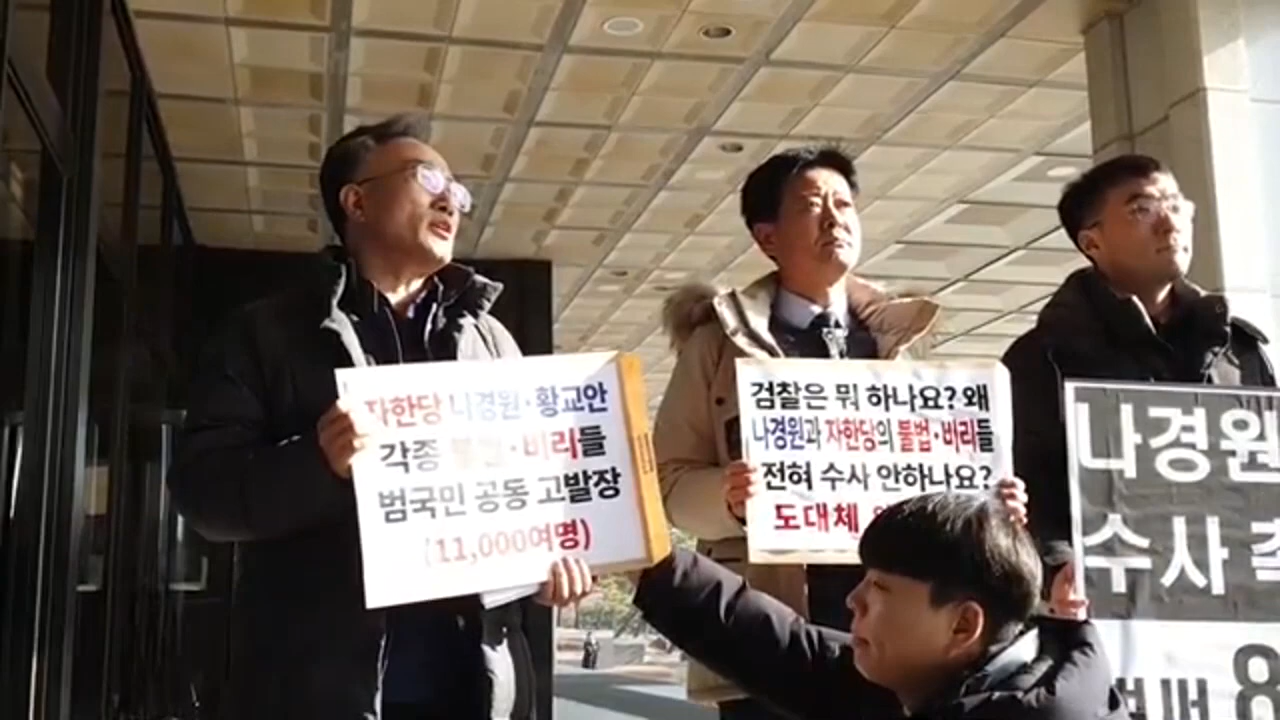 자한당 나경원·황교안
각종 불법·비리들
범국민 공동 고발장
(11,000여명)
검찰은 뭐 하나요? 왜
나경원과 자한당의 불법·비리들
전혀 수사 안하나요?
도대체
나경원
수사